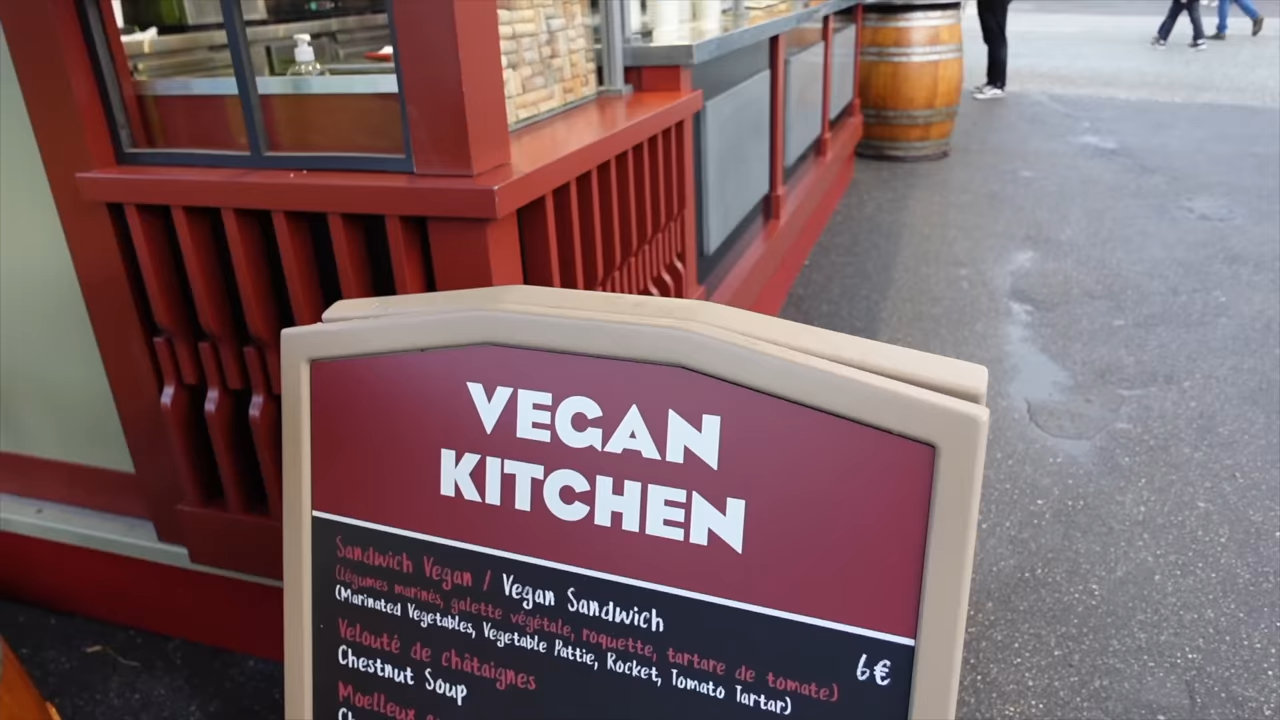 VEGAN
KITCHEN
Sandwich Vegan / Vegan Sandwich
(légumes marinés, galette végétale, roquette, tartare de tomate)
(Marinated Vegetables, Vegetable Pattie, Rocket, Tomato Tartar)
6€
Velouté de châtaignes
Chestnut Soup
Moelleux